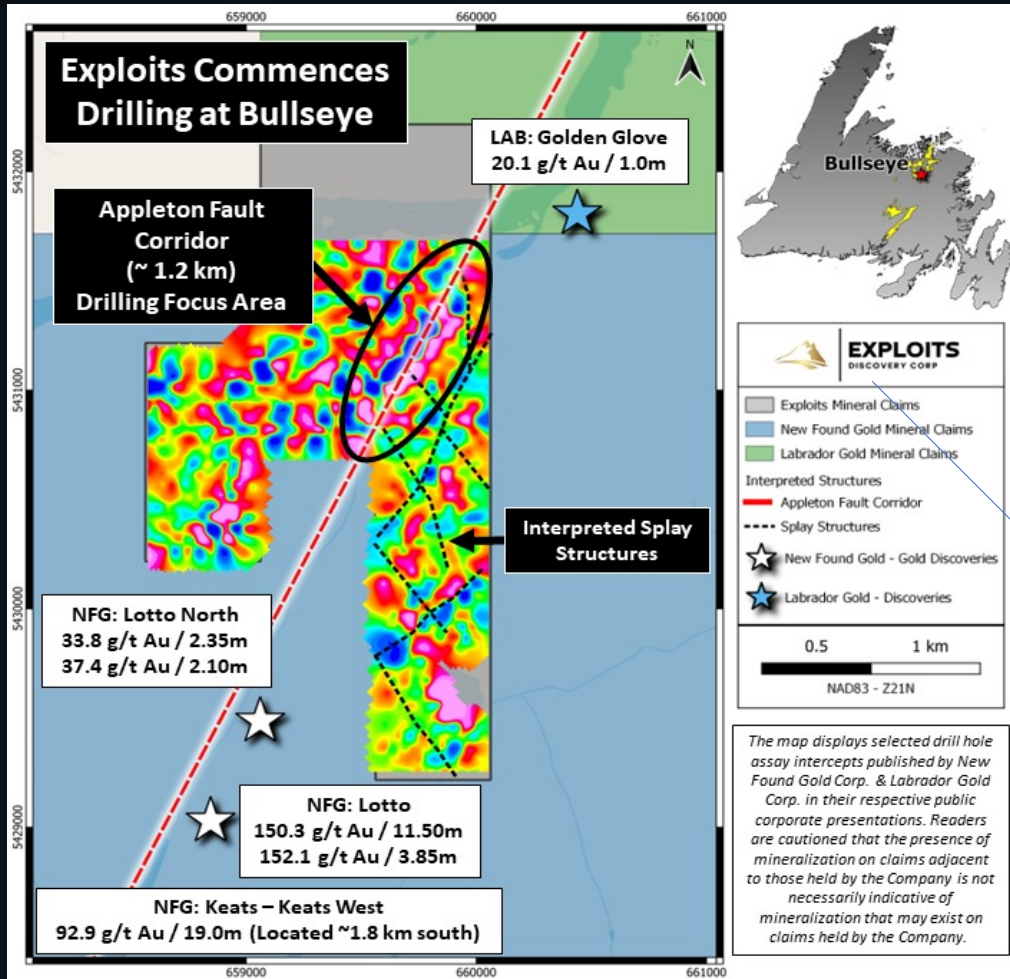 659000
660000
661000
Exploits Commences
Drilling at Bullseye
N
LAB: Golden Glove
20.1 g/t Au / 1.0m
5432000
Appleton Fault
Corridor
(~ 1.2 km)
Drilling Focus Area
5431000
Interpreted Splay
Structures
5430000
NFG: Lotto North
33.8 g/t Au / 2.35m
37.4 g/t Au / 2.10m
5429000
NFG: Lotto
150.3 g/t Au / 11.50m
152.1 g/t Au / 3.85m
NFG: Keats – Keats West
92.9 g/t Au / 19.0m (Located ~1.8 km south)
659000
660000
661000
Bullseye
EXPLOITS
DISCOVERY CORP
Exploits Mineral Claims
New Found Gold Mineral Claims
Labrador Gold Mineral Claims
Interpreted Structures
Appleton Fault Corridor
Splay Structures
New Found Gold - Gold Discoveries
Labrador Gold - Discoveries
0.5 1 km
NAD83 - Z21N
The map displays selected drill hole
assay intercepts published by New
Found Gold Corp. & Labrador Gold
Corp. in their respective public
corporate presentations. Readers
are cautioned that the presence of
mineralization on claims adjacent
to those held by the Company is not
necessarily indicative of
mineralization that may exist on
claims held by the Company.